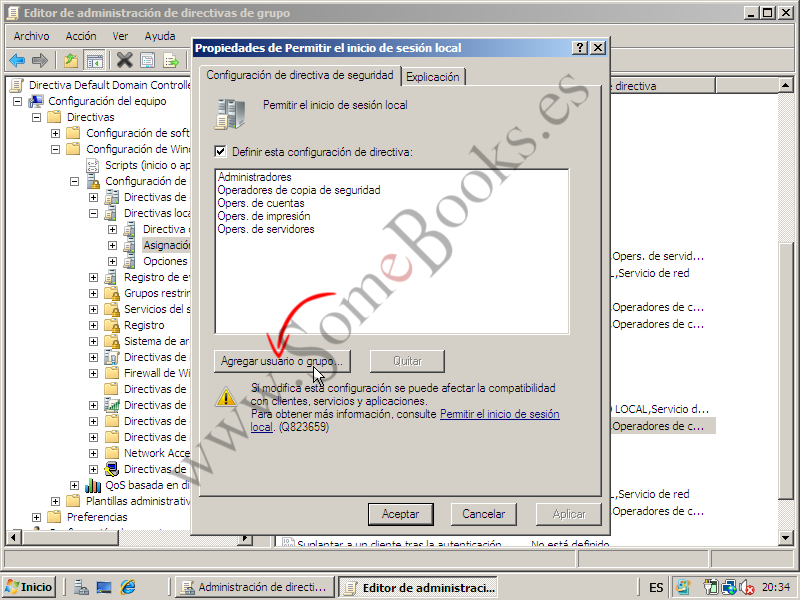 Editor de administración de directivas de grupo
Archivo Acción Ver Ayuda
Propiedades de Permitir el inicio de sesión local
Configuración de directiva de seguridad
Explicación
Permitir el inicio de sesión local
Definir esta configuración de directiva:
Administradores
Operadores de copia de seguridad
Opers. de cuentas
Opers. de impresión
Opers. de servidores
Agregar usuario o grupo...
Quitar
Si modifica esta configuración se puede afectar la compatibilidad
con clientes, servicios y aplicaciones.
Para obtener más información, consulte Permitir el inicio de sesión
local. (Q823659)
Aceptar
Cancelar
Aplicar
Directiva Default Domain Controlle
Configuración del equipo
Directivas
Configuración de soft
Configuración de Win
Scripts (inicio o ap
Configuración de
Directivas de
Directivas loca
Directiva
Asignación
Opciones
Registro de ev
Grupos restrin
Servicios del s
Registro
Sistema de ar
Directivas de
Firewall de Wi
Directivas de
Directivas de
Directivas de
Directivas de
Network Acce
Directivas de
QoS basada en di
Plantillas administrativ
Preferencias
directiva
Opers. de servid...
,Servicio de red
Operadores de c...
Operadores de c...
LOCAL,Servicio d...
Operadores de c...
,Servicio de red
Operadores de c...
Suplantar a un cliente tras la autenticación
No está definido
www.SomeBooks.es
Inicio
Administración de directi...
Editor de administraci...
ES
20:34